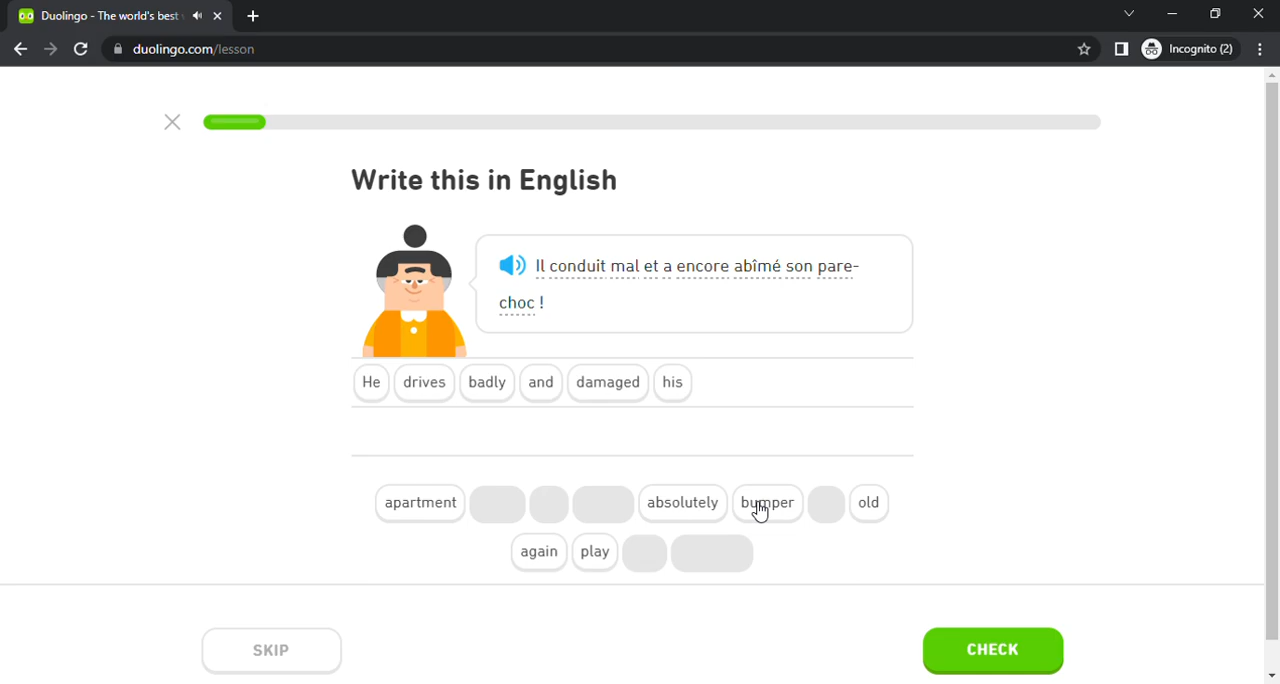 Duolingo - The world's best
duolingo.com/lesson
Incognito (2)
Write this in English
Il conduit mal et a encore abîmé son pare-
choc !
He drives badly and damaged his
apartment absolutely bumper old
again play
SKIP CHECK